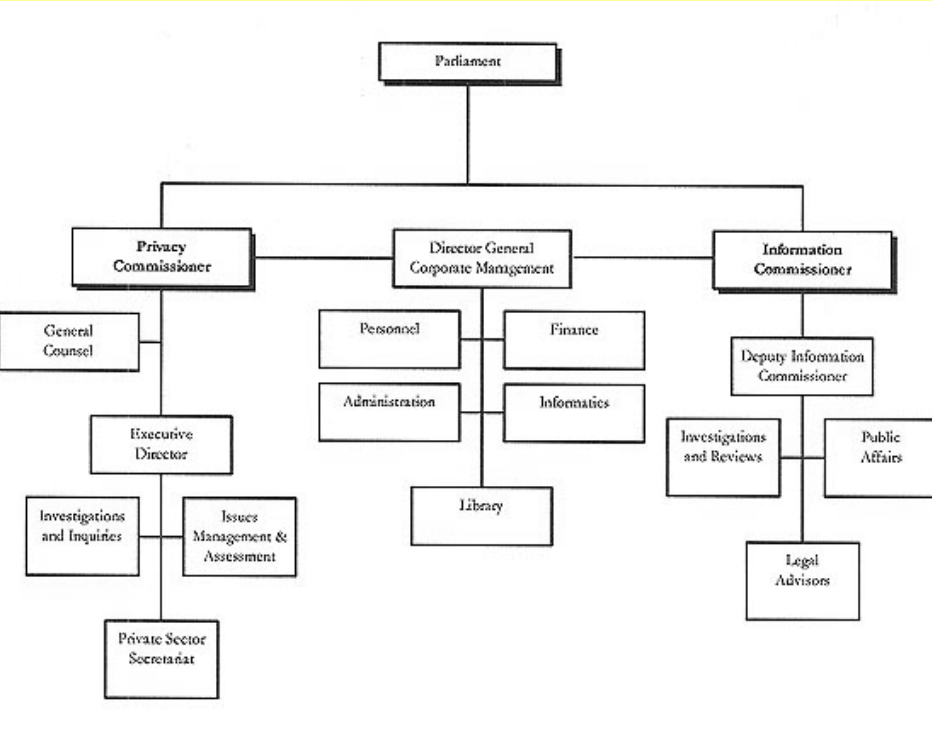 Parliament
Privacy
Commissioner
Director General
Corporate Management
Information
Commissioner
General
Counsel
Personnel
Finance
Deputy Information
Commissioner
Administration
Informatics
Executive
Director
Investigations
and Reviews
Public
Affairs
Investigations
and Inquiries
Issues
Management &
Assessment
Library
Legal
Advisors
Private Sector
Secretariat